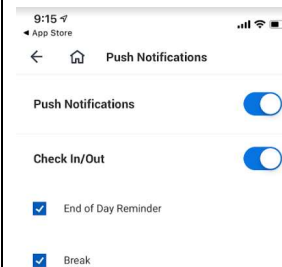 9:15
◄ App Store
Push Notifications
Push Notifications
Check In/Out
End of Day Reminder
Break